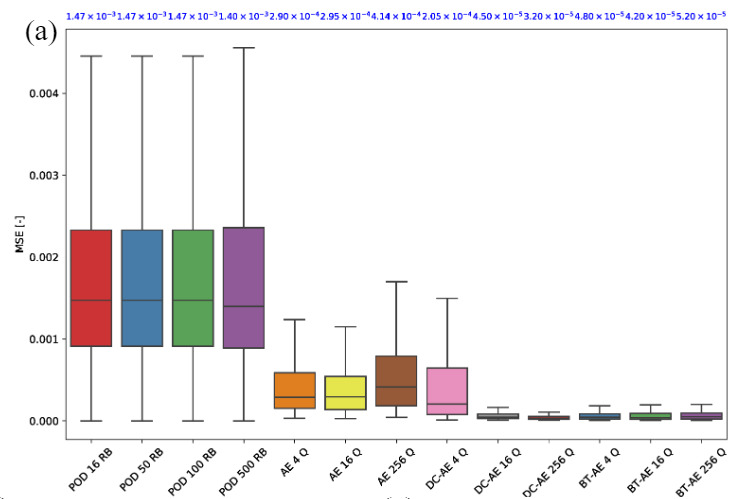 (a)
1.47 × 10⁻³ 1.47 × 10⁻³ 1.47 × 10⁻³ 1.40 × 10⁻³ 2.90 × 10⁻⁴ 2.95 × 10⁻⁴ 4.14 × 10⁻⁴ 2.05 × 10⁻⁴ 4.50 × 10⁻⁵ 3.20 × 10⁻⁵ 4.80 × 10⁻⁵ 4.20 × 10⁻⁵ 5.20 × 10⁻⁵
MSE [-]
0.004
0.003
0.002
0.001
0.000
POD 16 RB
POD 50 RB
POD 100 RB
POD 500 RB
AE 4 Q
AE 16 Q
AE 256 Q
DC-AE 4 Q
DC-AE 16 Q
DC-AE 256 Q
BT-AE 4 Q
BT-AE 16 Q
BT-AE 256 Q